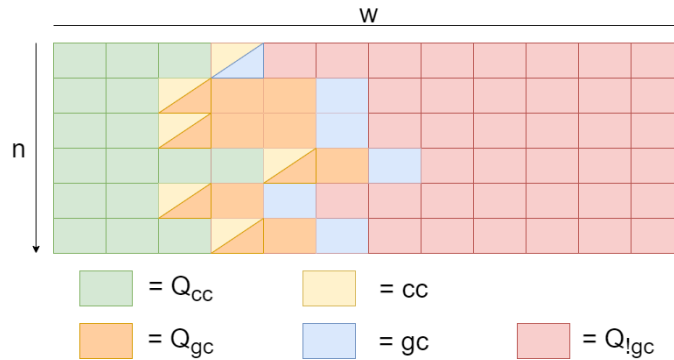 w
n
= Qcc
= cc
= Qgc
= gc
= Q!gc